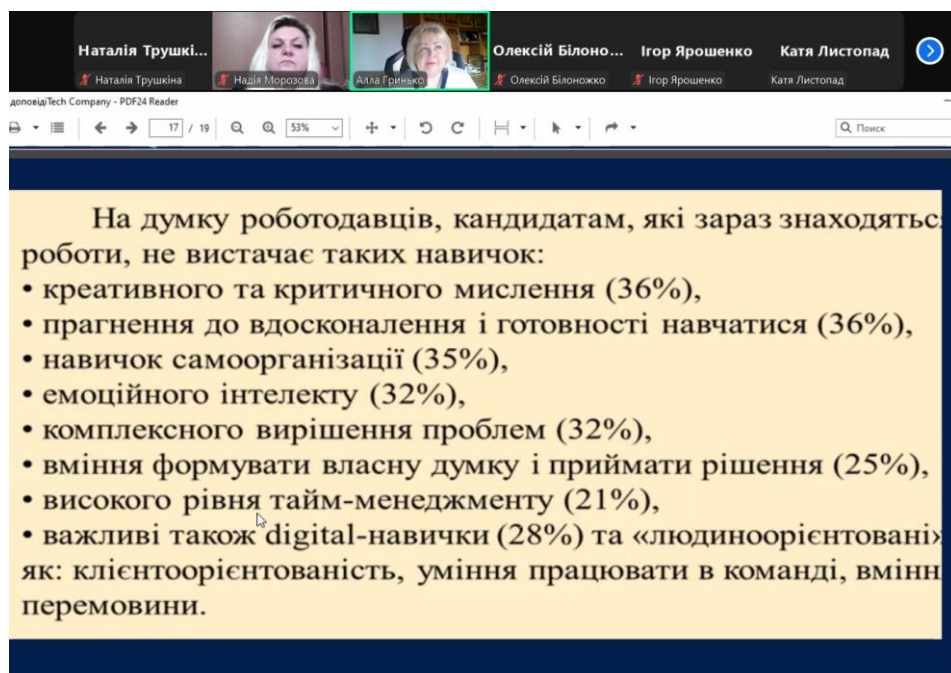 Наталія Трушкі...
Олексій Білоно...
Ігор Ярошенко
Катя Листопад
Наталія Трушкіна
Надія Морозова
Алла Гринько
Олексій Білоножко
Ігор Ярошенко
Катя Листопад
доповідіTech Company - PDF24 Reader
17 / 19
53%
Поиск
На думку роботодавців, кандидатам, які зараз знаходятьс
роботи, не вистачає таких навичок:
• креативного та критичного мислення (36%),
• прагнення до вдосконалення і готовності навчатися (36%),
• навичок самоорганізації (35%),
• емоційного інтелекту (32%),
• комплексного вирішення проблем (32%),
• вміння формувати власну думку і приймати рішення (25%),
• високого рівня тайм-менеджменту (21%),
• важливі також digital-навички (28%) та «людиноорієнтовані»
як: клієнтоорієнтованість, уміння працювати в команді, вмінн
перемовини.